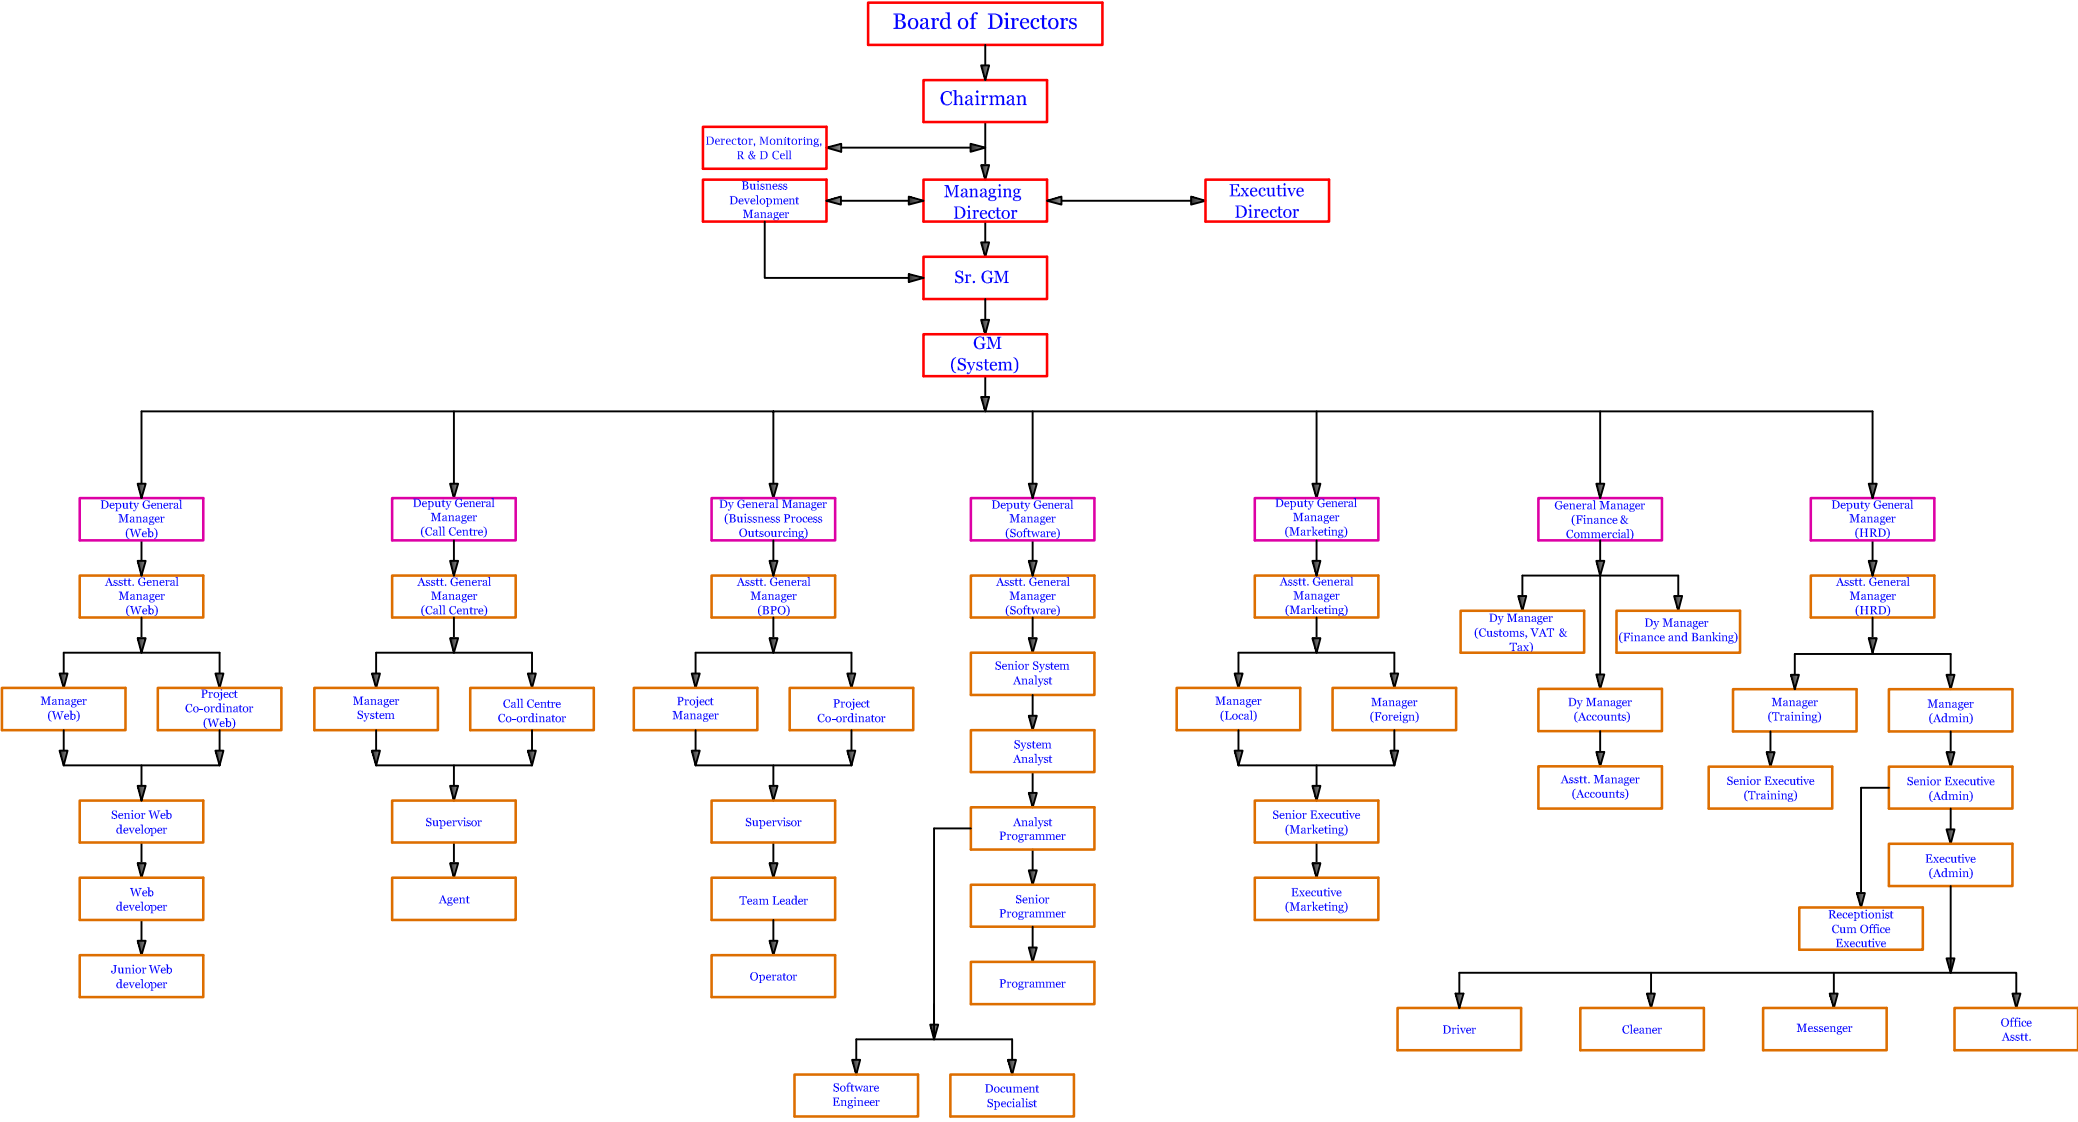 Board of Directors
Chairman
Derector, Monitoring,
R & D Cell
Buisness
Development
Manager
Managing
Director
Executive
Director
Sr. GM
GM
(System)
Deputy General
Manager
(Web)
Deputy General
Manager
(Call Centre)
Dy General Manager
(Buissness Process
Outsourcing)
Deputy General
Manager
(Software)
Deputy General
Manager
(Marketing)
General Manager
(Finance &
Commercial)
Deputy General
Manager
(HRD)
Asstt. General
Manager
(Web)
Asstt. General
Manager
(Call Centre)
Asstt. General
Manager
(BPO)
Asstt. General
Manager
(Software)
Asstt. General
Manager
(Marketing)
Dy Manager
(Customs, VAT &
Tax)
Dy Manager
(Finance and Banking)
Asstt. General
Manager
(HRD)
Manager
(Web)
Project
Co-ordinator
(Web)
Manager
System
Call Centre
Co-ordinator
Project
Manager
Project
Co-ordinator
Senior System
Analyst
System
Analyst
Manager
(Local)
Manager
(Foreign)
Dy Manager
(Accounts)
Manager
(Training)
Manager
(Admin)
Asstt. Manager
(Accounts)
Senior Executive
(Training)
Senior Executive
(Admin)
Senior Web
developer
Supervisor
Supervisor
Analyst
Programmer
Senior Executive
(Marketing)
Executive
(Admin)
Web
developer
Agent
Team Leader
Senior
Programmer
Executive
(Marketing)
Receptionist
Cum Office
Executive
Junior Web
developer
Operator
Programmer
Driver
Cleaner
Messenger
Office
Asstt.
Software
Engineer
Document
Specialist